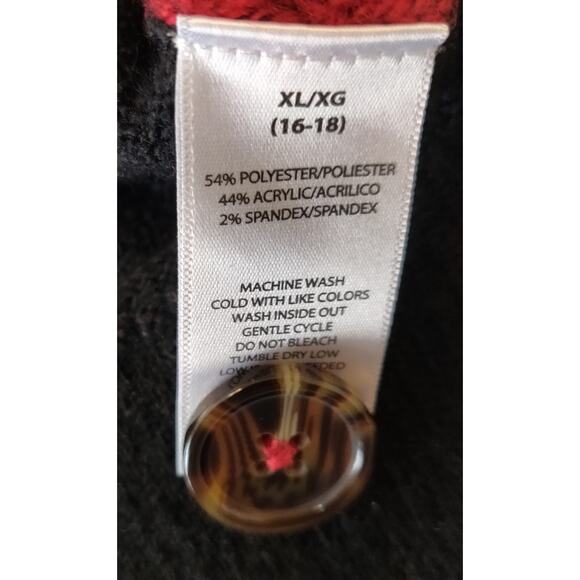 XL/XG
(16-18)
54% POLYESTER/POLIESTER
44% ACRYLIC/ACRILICO
2% SPANDEX/SPANDEX
MACHINE WASH
COLD WITH LIKE COLORS
WASH INSIDE OUT
GENTLE CYCLE
DO NOT BLEACH
TUMBLE DRY LOW
LOW